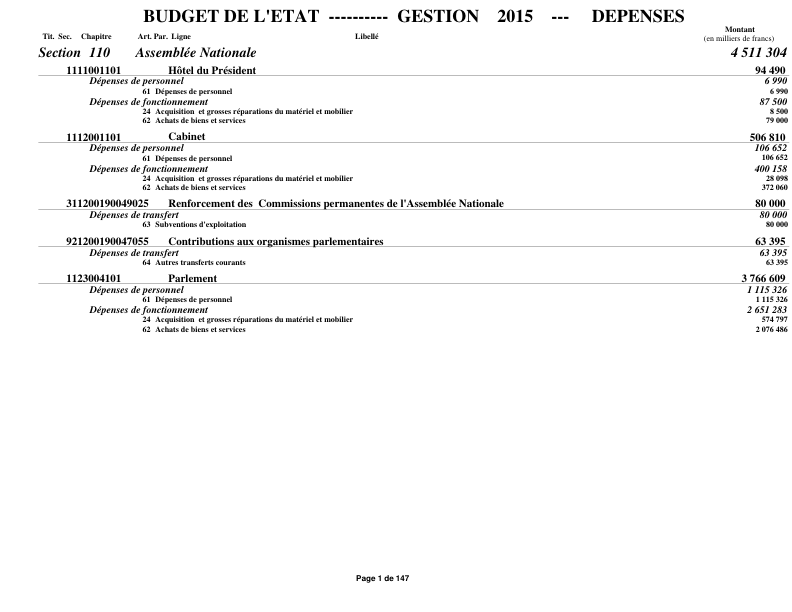 BUDGET DE L'ETAT ---------- GESTION 2015 --- DEPENSES
Tit. Sec. Chapitre Art. Par. Ligne Libellé Montant
(en milliers de francs)
Section 110 Assemblée Nationale 4 511 304
1111001101 Hôtel du Président 94 490
Dépenses de personnel 6 990
61 Dépenses de personnel 6 990
Dépenses de fonctionnement 87 500
24 Acquisition et grosses réparations du matériel et mobilier 8 500
62 Achats de biens et services 79 000
1112001101 Cabinet 506 810
Dépenses de personnel 106 652
61 Dépenses de personnel 106 652
Dépenses de fonctionnement 400 158
24 Acquisition et grosses réparations du matériel et mobilier 28 098
62 Achats de biens et services 372 060
311200190049025 Renforcement des Commissions permanentes de l'Assemblée Nationale 80 000
Dépenses de transfert 80 000
63 Subventions d'exploitation 80 000
921200190047055 Contributions aux organismes parlementaires 63 395
Dépenses de transfert 63 395
64 Autres transferts courants 63 395
1123004101 Parlement 3 766 609
Dépenses de personnel 1 115 326
61 Dépenses de personnel 1 115 326
Dépenses de fonctionnement 2 651 283
24 Acquisition et grosses réparations du matériel et mobilier 574 797
62 Achats de biens et services 2 076 486
Page 1 de 147